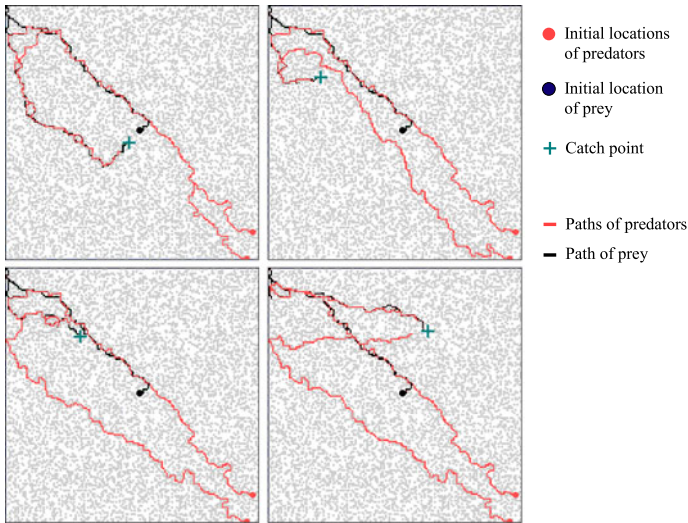 Initial locations
of predators
Initial location
of prey
Catch point
Paths of predators
Path of prey